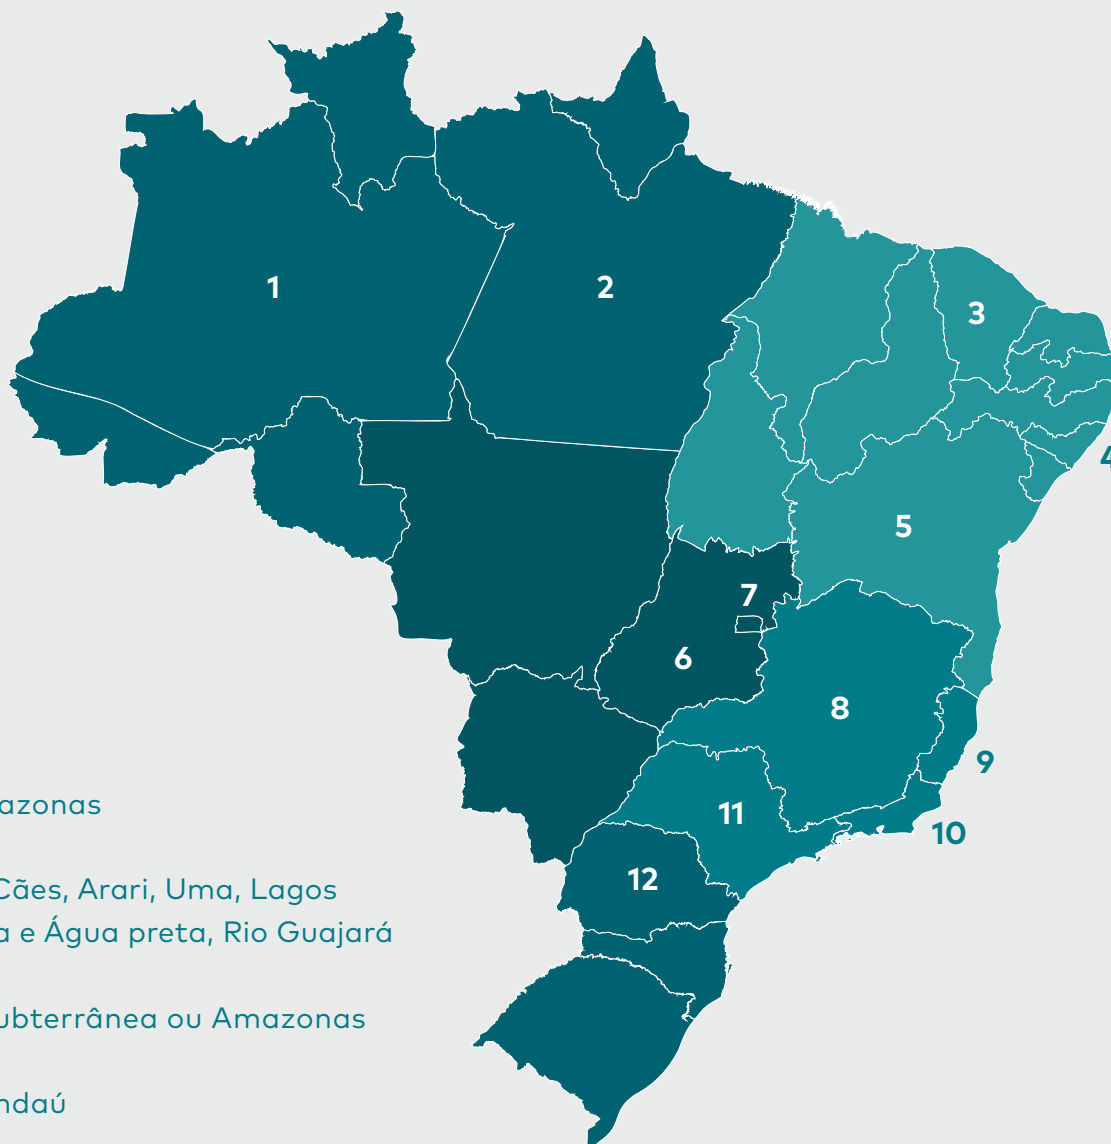 1
2
3
4
5
7
6
8
9
11
10
12
azonas
Cães, Arari, Uma, Lagos
a e Água preta, Rio Guajará
ubterrânea ou Amazonas
ndaú